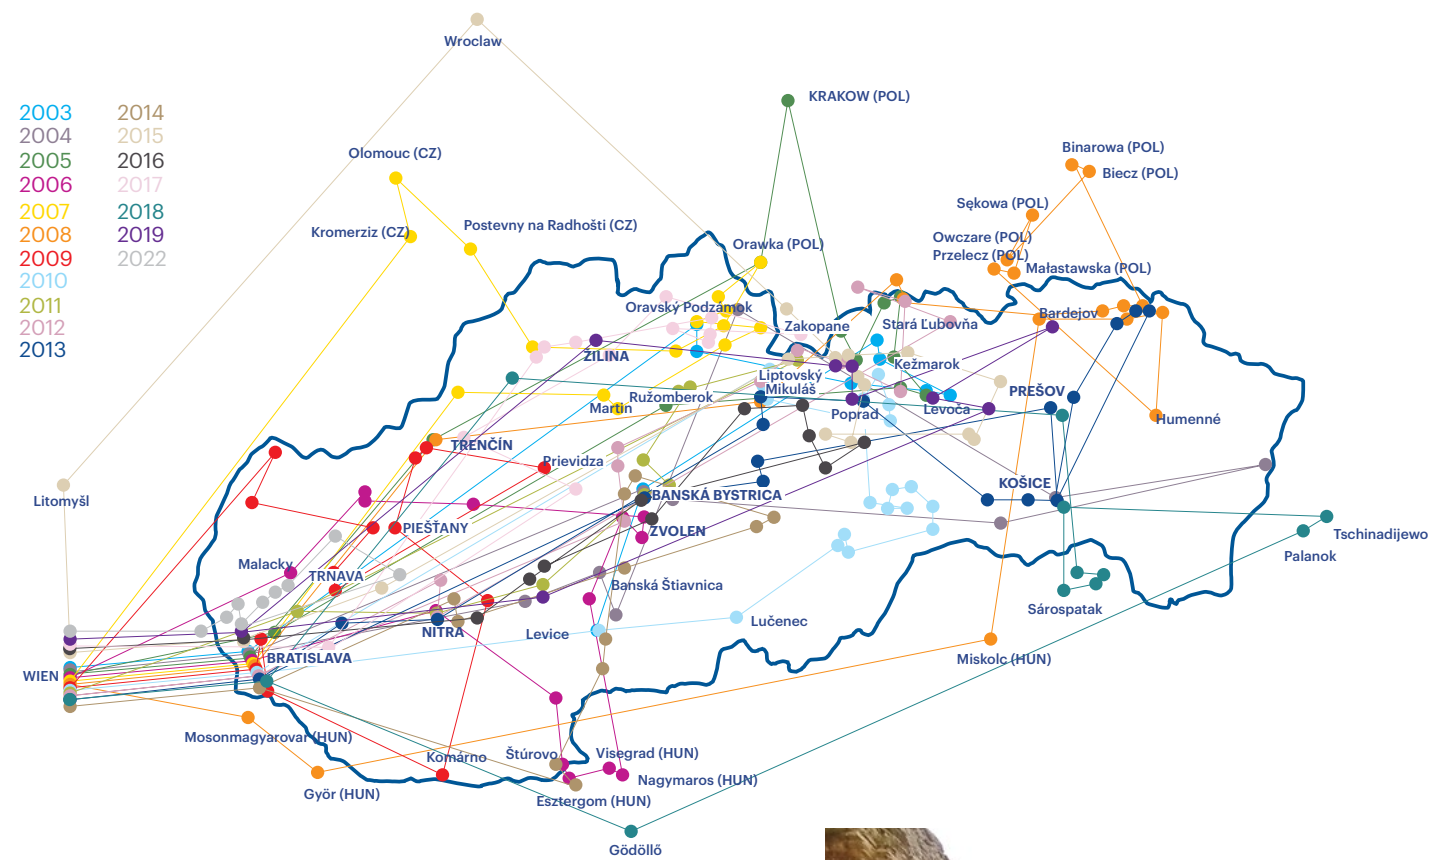 Wroclaw
KRAKOW (POL)
2003
2004
2005
2006
2007
2008
2009
2010
2011
2012
2013
2014
2015
2016
2017
2018
2019
2022
Olomouc (CZ)
Kromerziz (CZ)
Postevny na Radhošti (CZ)
Binarowa (POL)
Biecz (POL)
Sękowa (POL)
Owczare (POL)
Przelecz (POL)
Małastawska (POL)
Orawka (POL)
Oravský Podzámok
Zakopane
Stará Ľubovňa
Bardejov
ŽILINA
Kežmarok
Liptovský
Mikuláš
Ružomberok
Martin
Poprad
Levoča
PREŠOV
Humenné
TRENČÍN
Prievidza
Litomyšl
BANSKÁ BYSTRICA
KOŠICE
PIEŠŤANY
ZVOLEN
Tschinadijewo
Palanok
Malacky
TRNAVA
Banská Štiavnica
Sárospatak
NITRA
Levice
Lučenec
WIEN
BRATISLAVA
Miskolc (HUN)
Mosonmagyarovar (HUN)
Komárno
Štúrovo
Visegrad (HUN)
Nagymaros (HUN)
Györ (HUN)
Esztergom (HUN)
Gödöllő